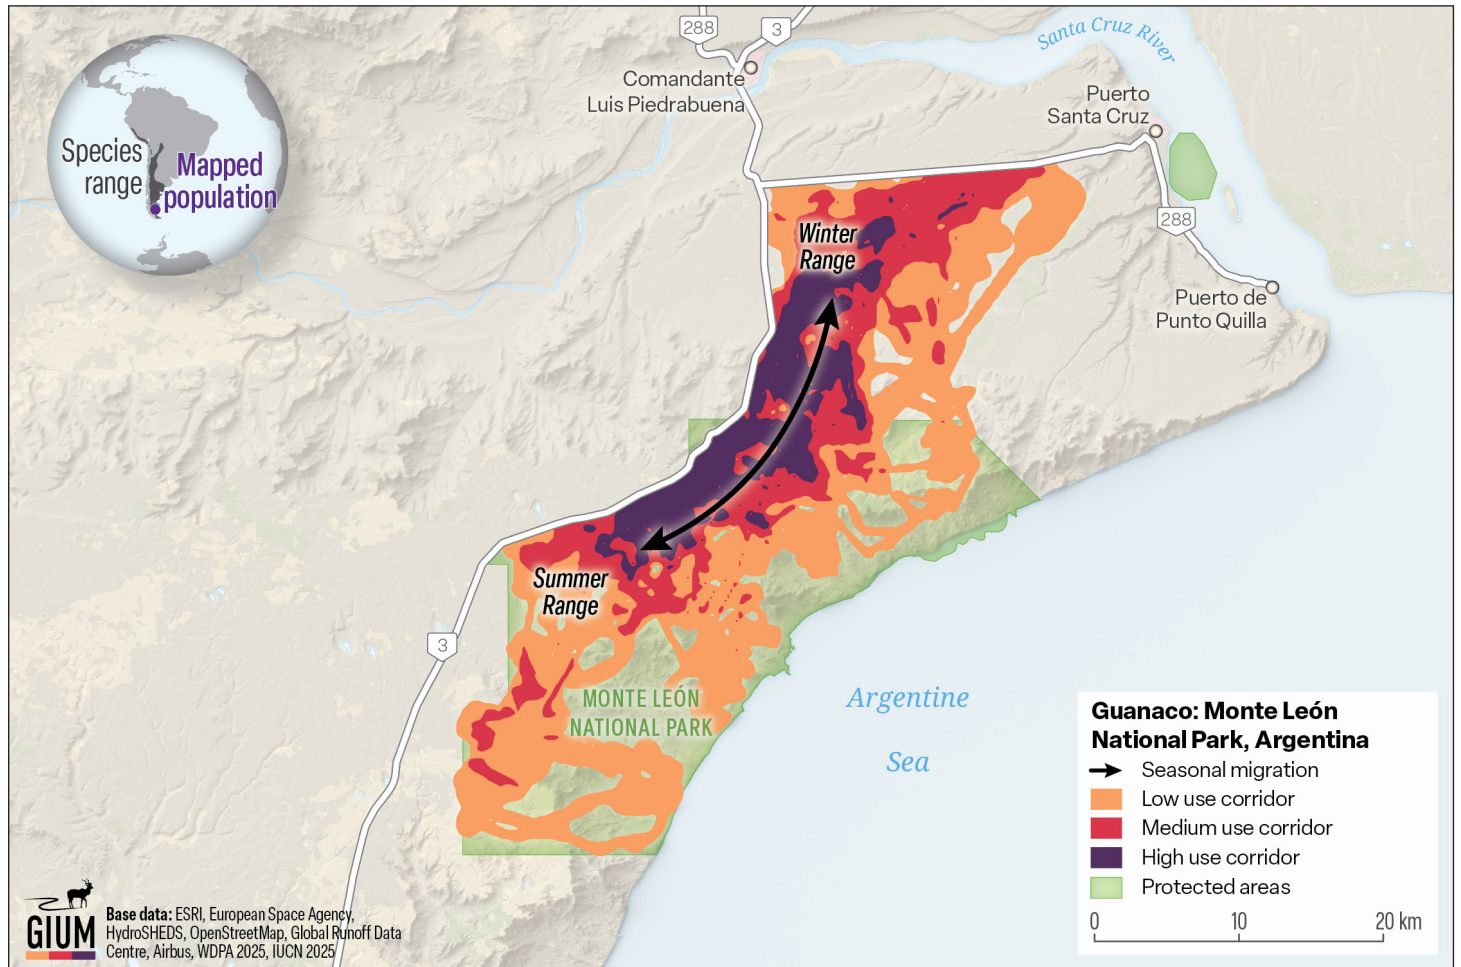 288
3
Santa Cruz River
Comandante
Luis Piedrabuena
Puerto
Santa Cruz
Species
range
Mapped
population
288
Winter
Range
Puerto de
Punto Quilla
Summer
Range
3
MONTE LEÓN
NATIONAL PARK
Argentine
Sea
Guanaco: Monte León
National Park, Argentina
Seasonal migration
Low use corridor
Medium use corridor
High use corridor
Protected areas
0 10 20 km
GIUM
Base data: ESRI, European Space Agency,
HydroSHEDS, OpenStreetMap, Global Runoff Data
Centre, Airbus, WDPA 2025, IUCN 2025